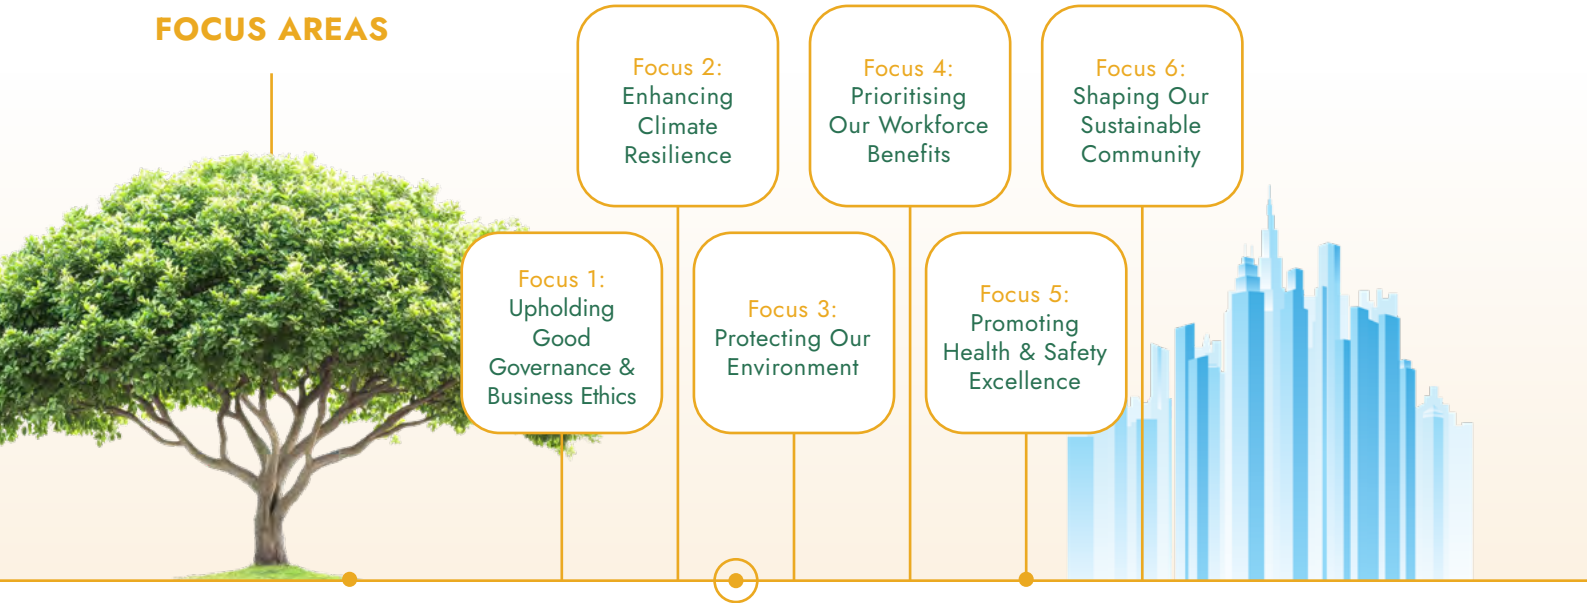 FOCUS AREAS
Focus 1:
Upholding
Good
Governance &
Business Ethics
Focus 2:
Enhancing
Climate
Resilience
Focus 3:
Protecting Our
Environment
Focus 4:
Prioritising
Our Workforce
Benefits
Focus 5:
Promoting
Health & Safety
Excellence
Focus 6:
Shaping Our
Sustainable
Community